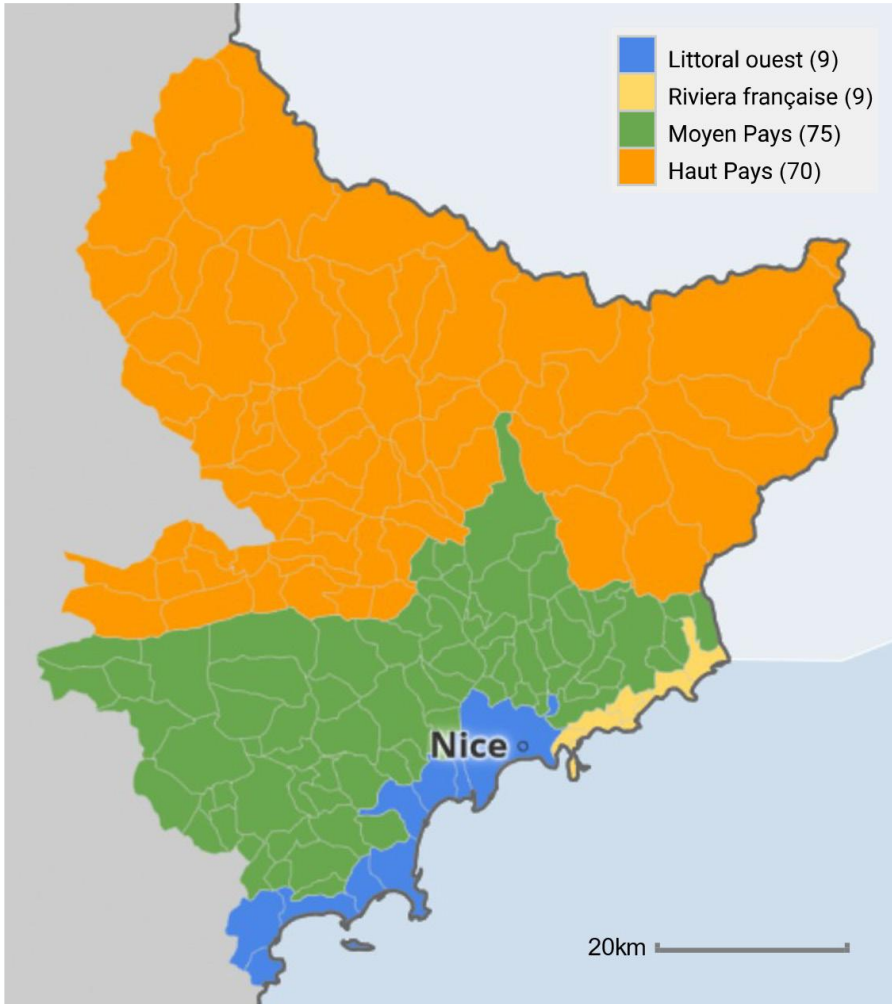 Littoral ouest (9)
Riviera française (9)
Moyen Pays (75)
Haut Pays (70)
Nice
20km